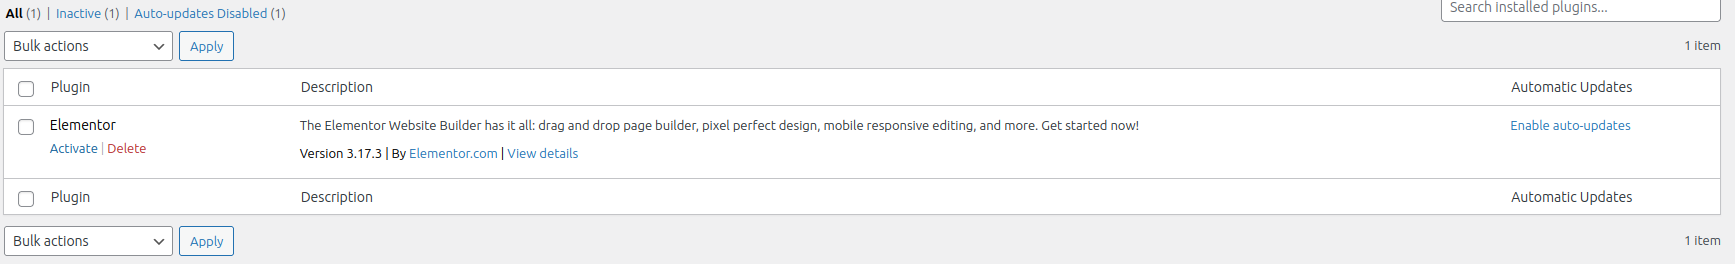 All (1) | Inactive (1) | Auto-updates Disabled (1)
Search installed plugins...
Bulk actions Apply 1 item
Plugin Description Automatic Updates
Elementor The Elementor Website Builder has it all: drag and drop page builder, pixel perfect design, mobile responsive editing, and more. Get started now! Enable auto-updates
Activate | Delete Version 3.17.3 | By Elementor.com | View details
Plugin Description Automatic Updates
Bulk actions Apply 1 item